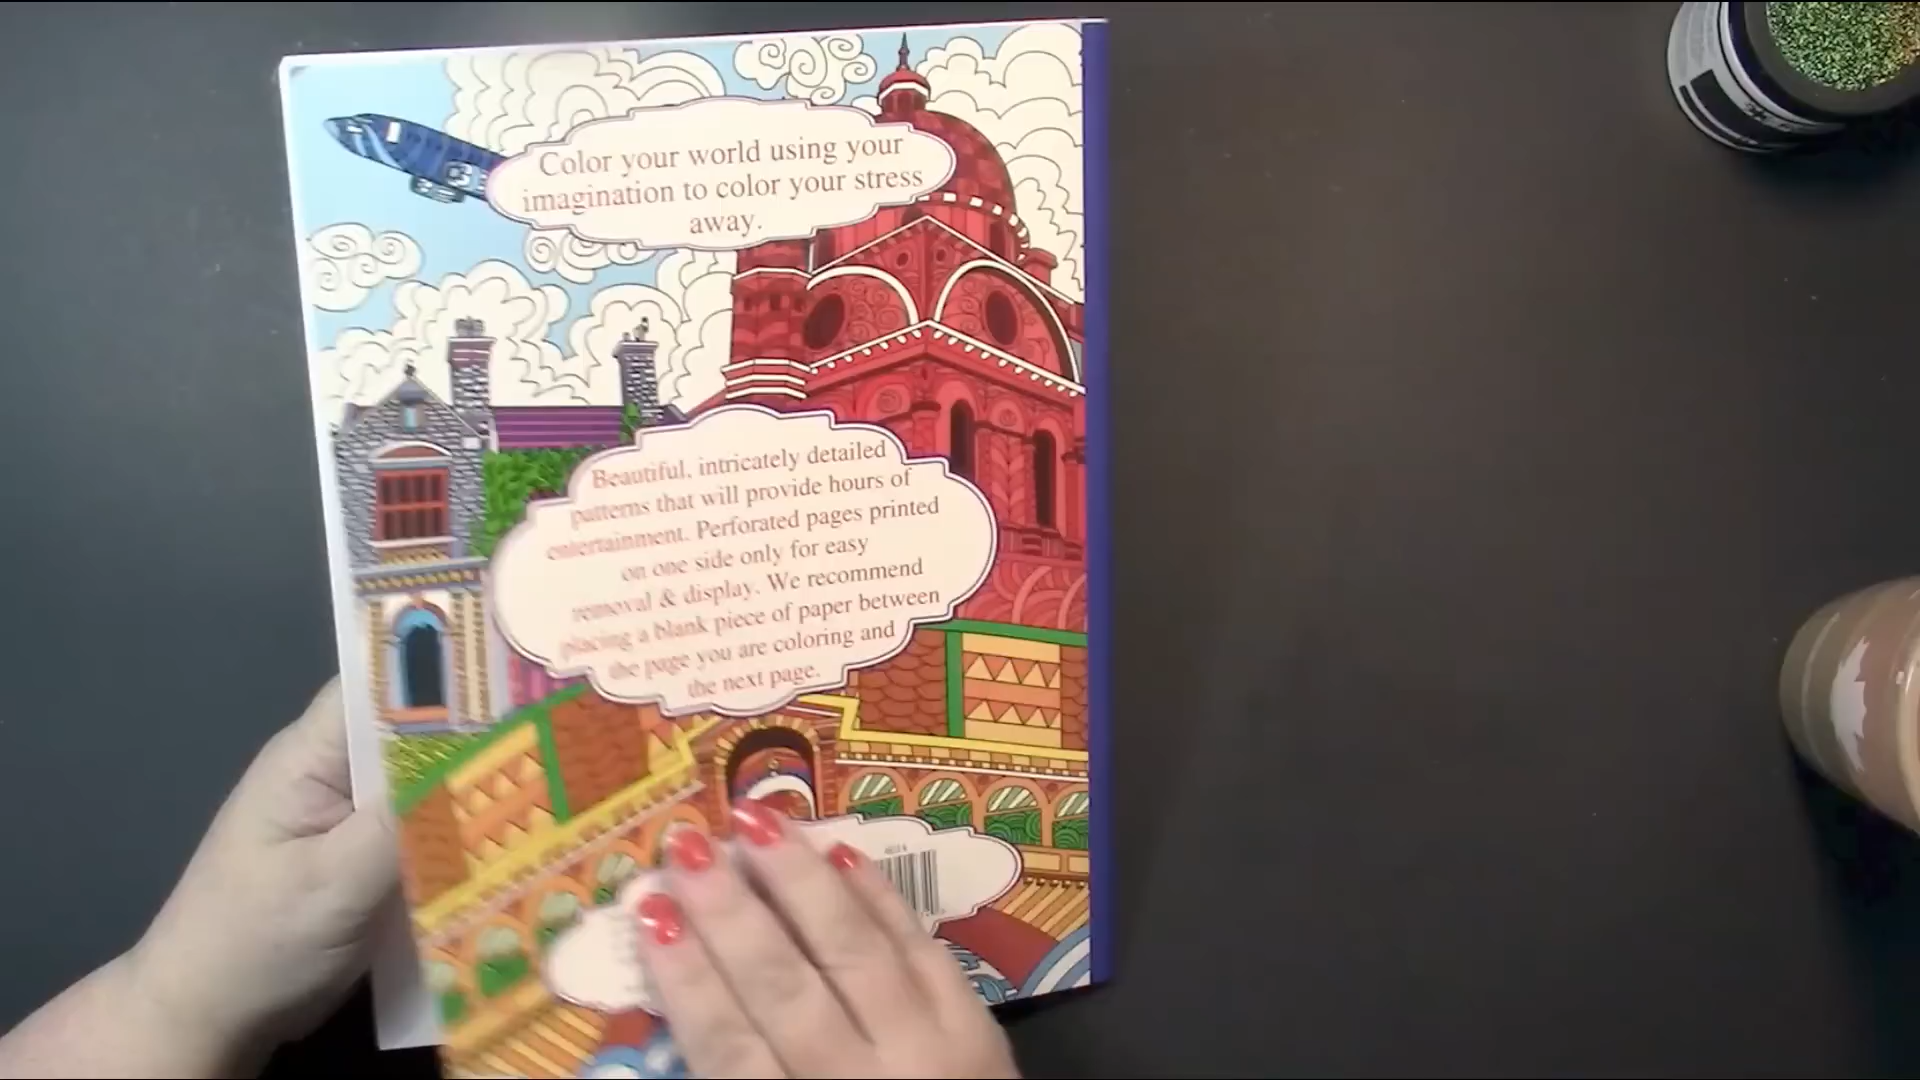 Color your world using your
imagination to color your stress
away.
Beautiful, intricately detailed
patterns that will provide hours of
entertainment. Perforated pages printed
on one side only for easy
removal & display. We recommend
placing a blank piece of paper between
the page you are coloring and
the next page.